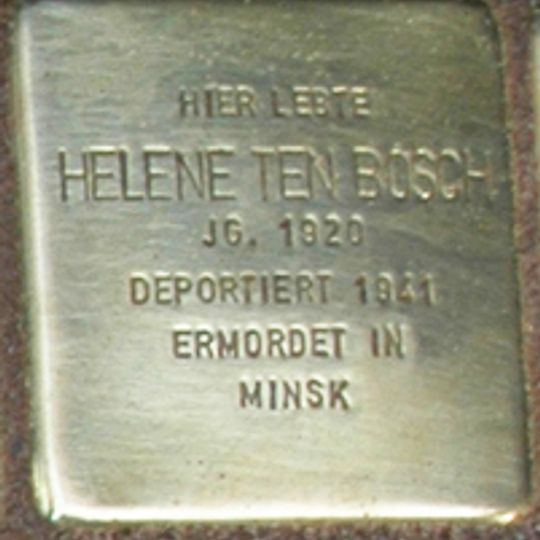 HIER LEBTE
HELENE TEN BOSCH
JG. 1920
DEPORTIERT 1941
ERMORDET IN
MINSK